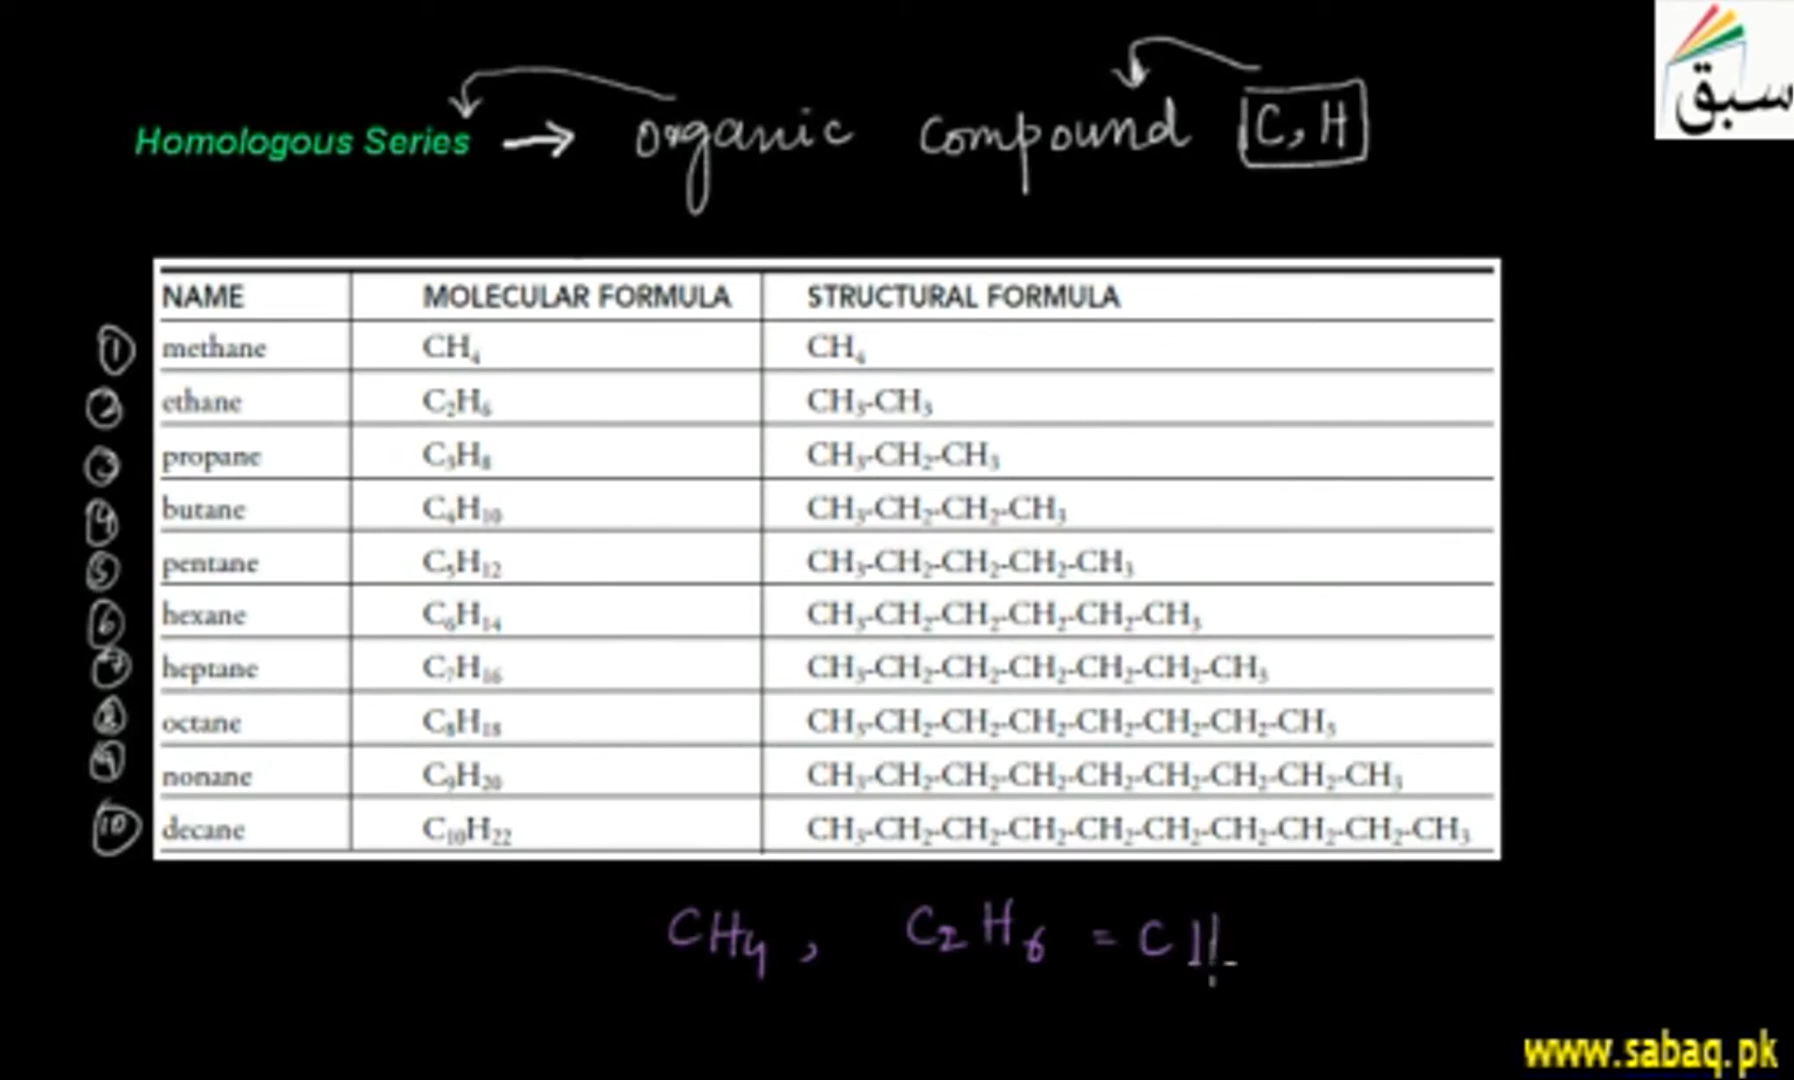 سبق
Homologous Series → organic compound C, H
NAME MOLECULAR FORMULA STRUCTURAL FORMULA
1 methane CH₄ CH₄
2 ethane C₂H₆ CH₃-CH₃
3 propane C₃H₈ CH₃-CH₂-CH₃
4 butane C₄H₁₀ CH₃-CH₂-CH₂-CH₃
5 pentane C₅H₁₂ CH₃-CH₂-CH₂-CH₂-CH₃
6 hexane C₆H₁₄ CH₃-CH₂-CH₂-CH₂-CH₂-CH₃
7 heptane C₇H₁₆ CH₃-CH₂-CH₂-CH₂-CH₂-CH₂-CH₃
8 octane C₈H₁₈ CH₃-CH₂-CH₂-CH₂-CH₂-CH₂-CH₂-CH₃
9 nonane C₉H₂₀ CH₃-CH₂-CH₂-CH₂-CH₂-CH₂-CH₂-CH₂-CH₃
10 decane C₁₀H₂₂ CH₃-CH₂-CH₂-CH₂-CH₂-CH₂-CH₂-CH₂-CH₂-CH₃
CH₄, C₂H₆ = C
www.sabaq.pk